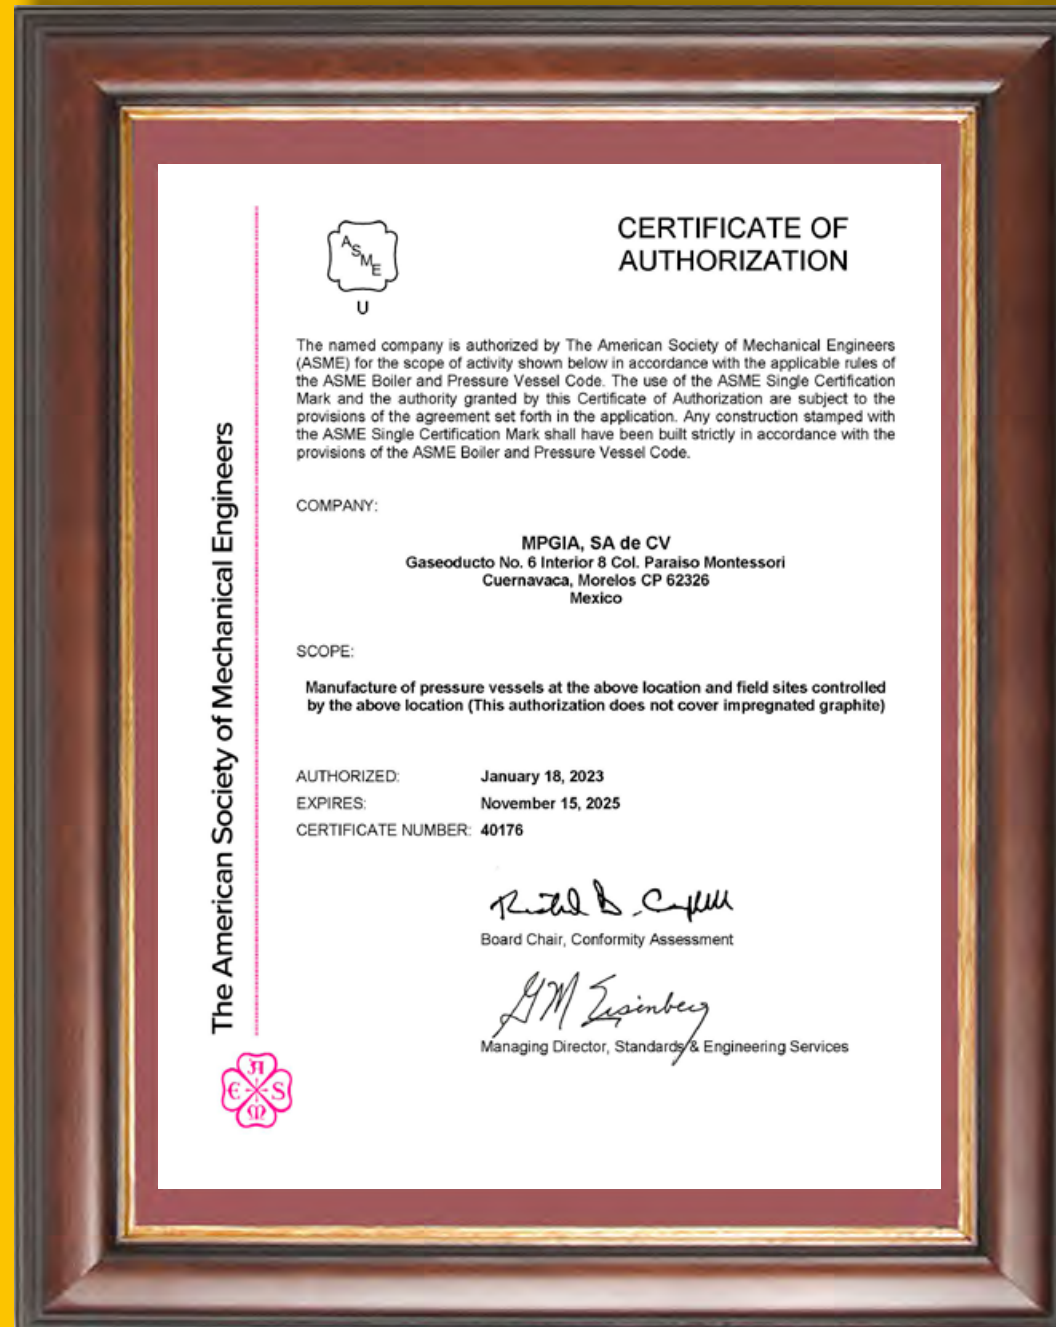 ASME
U
CERTIFICATE OF
AUTHORIZATION
The named company is authorized by The American Society of Mechanical Engineers
(ASME) for the scope of activity shown below in accordance with the applicable rules of
the ASME Boiler and Pressure Vessel Code. The use of the ASME Single Certification
Mark and the authority granted by this Certificate of Authorization are subject to the
provisions of the agreement set forth in the application. Any construction stamped with
the ASME Single Certification Mark shall have been built strictly in accordance with the
provisions of the ASME Boiler and Pressure Vessel Code.
COMPANY:
MPGIA, SA de CV
Gaseoducto No. 6 Interior 8 Col. Paraiso Montessori
Cuernavaca, Morelos CP 62326
Mexico
SCOPE:
Manufacture of pressure vessels at the above location and field sites controlled
by the above location (This authorization does not cover impregnated graphite)
AUTHORIZED: January 18, 2023
EXPIRES: November 15, 2025
CERTIFICATE NUMBER: 40176
Board Chair, Conformity Assessment
GM Eisenberg
Managing Director, Standards & Engineering Services
The American Society of Mechanical Engineers
ASME